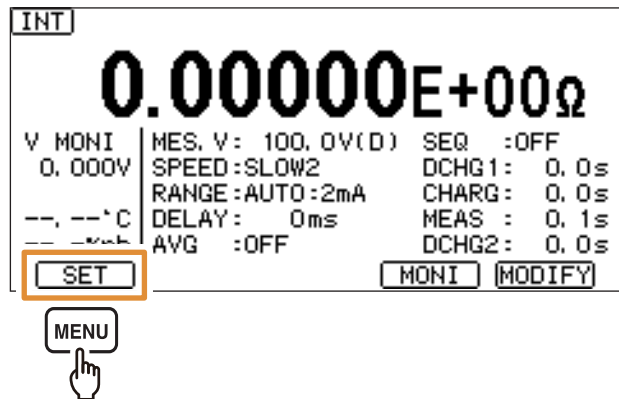 INT
0.00000E+00Ω
V MONI
0.000V
--.--°C
MES.V: 100.0V(D)
SPEED:SLOW2
RANGE:AUTO:2mA
DELAY: 0ms
AVG :OFF
SEQ :OFF
DCHG1: 0.0s
CHARG: 0.0s
MEAS : 0.1s
DCHG2: 0.0s
SET
MONI
MODIFY
MENU